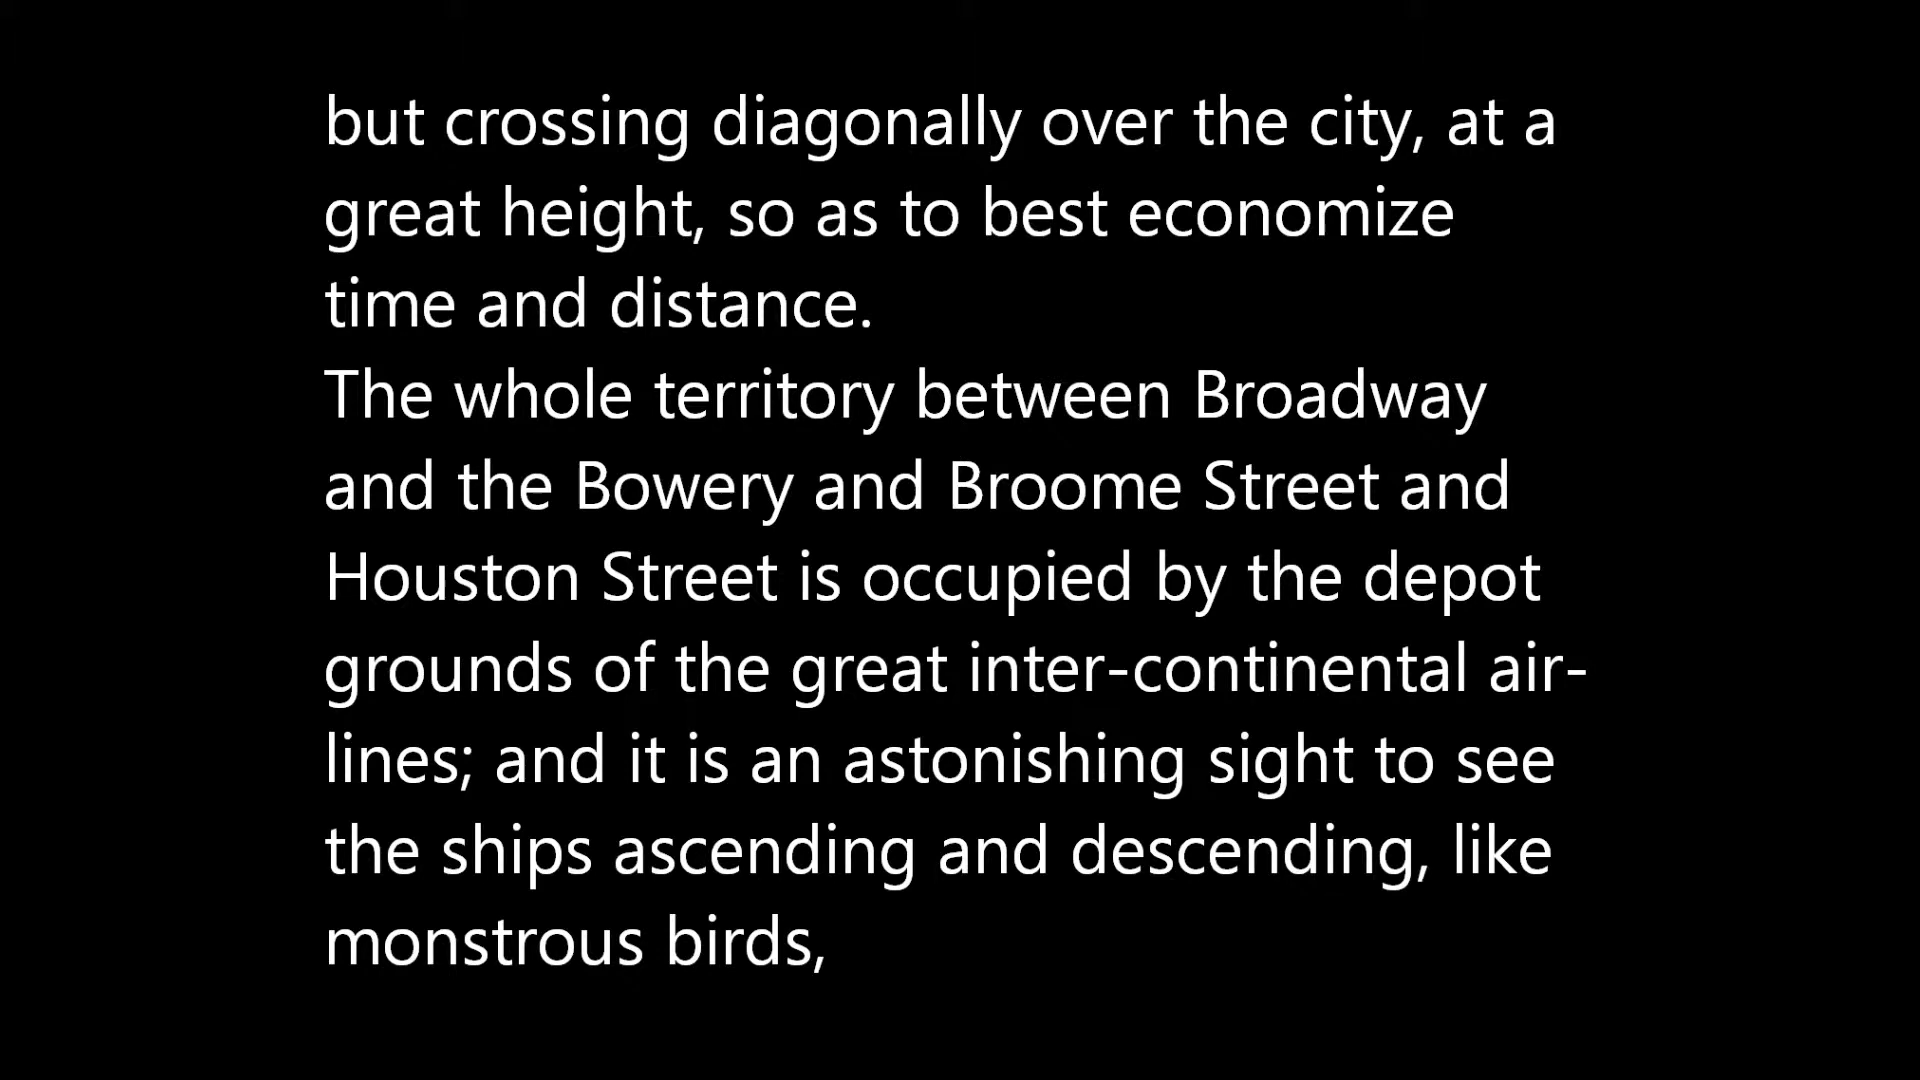 but crossing diagonally over the city, at a
great height, so as to best economize
time and distance.
The whole territory between Broadway
and the Bowery and Broome Street and
Houston Street is occupied by the depot
grounds of the great inter-continental air-
lines; and it is an astonishing sight to see
the ships ascending and descending, like
monstrous birds,